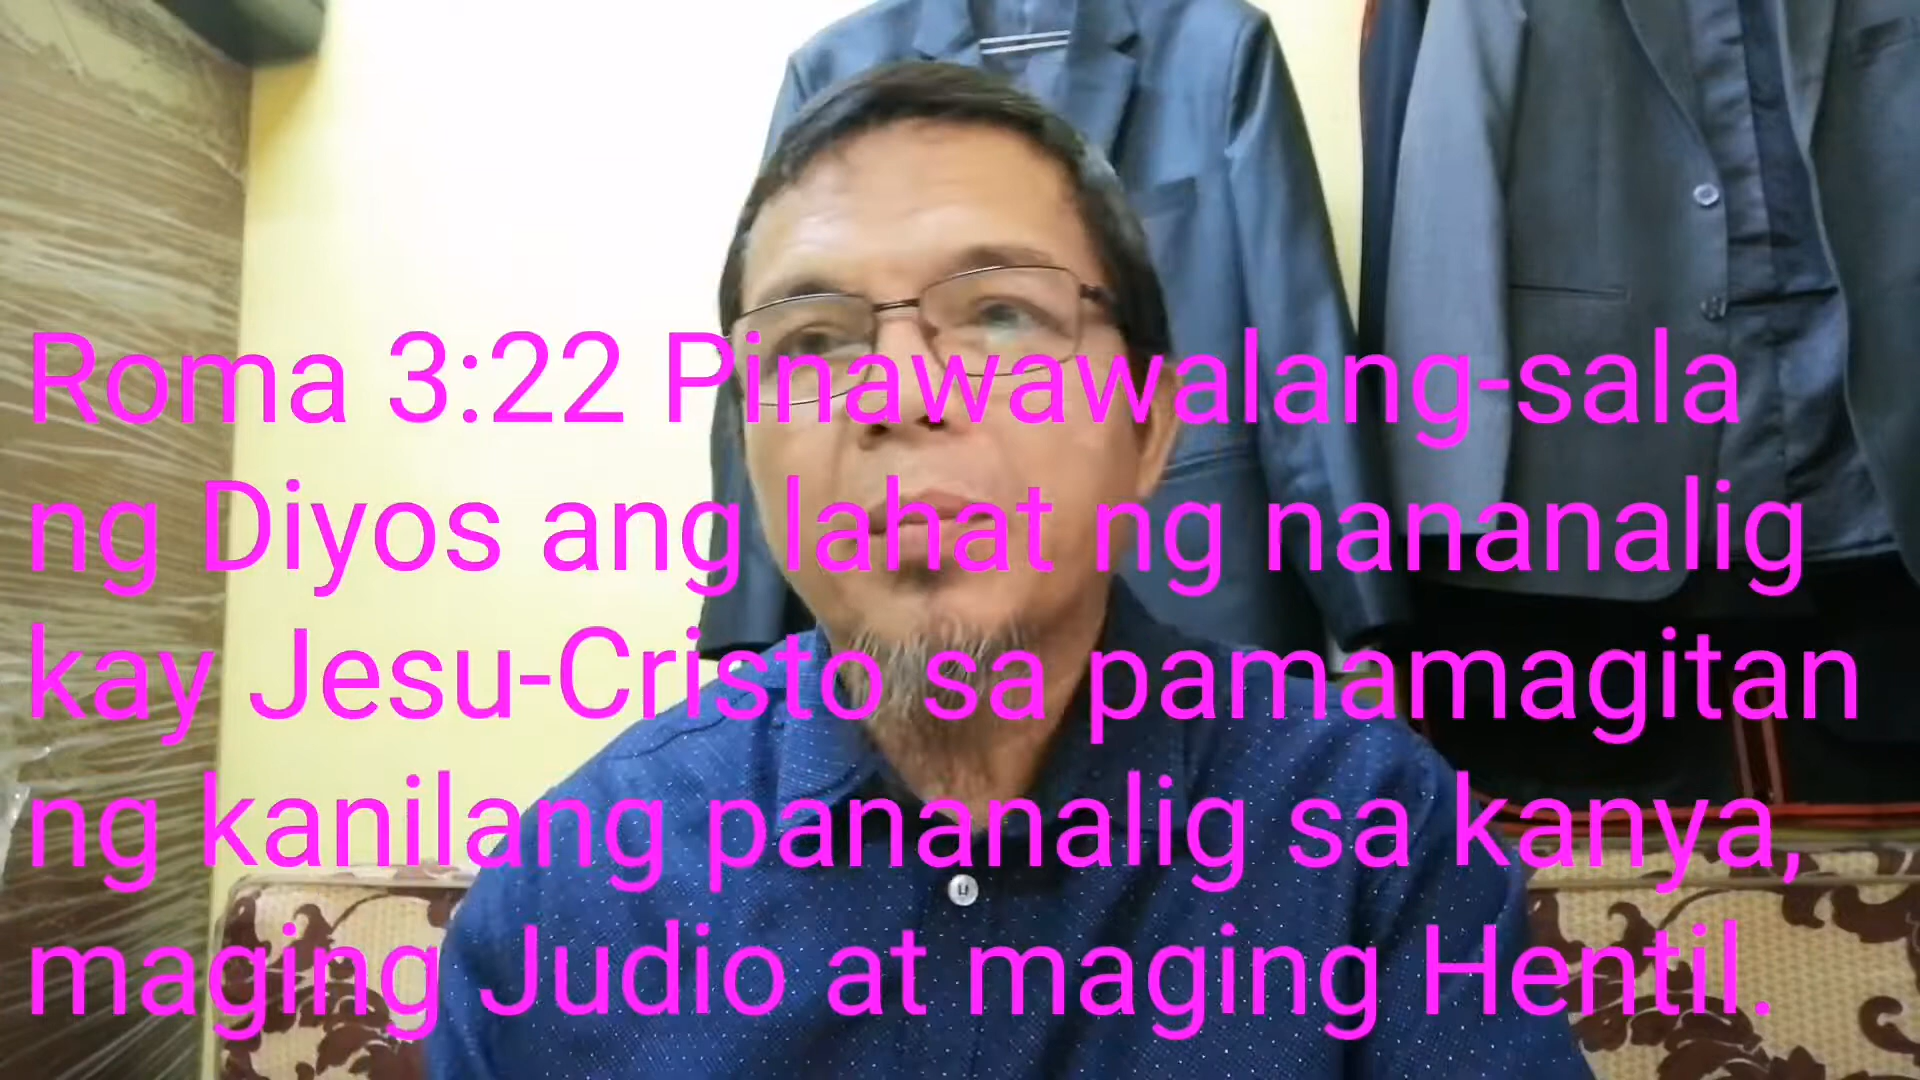 Roma 3:22 Pinawawalang-sala
ng Diyos ang lahat ng nananalig
kay Jesu-Cristo sa pamamagitan
ng kanilang pananalig sa kanya,
maging Judio at maging Hentil.